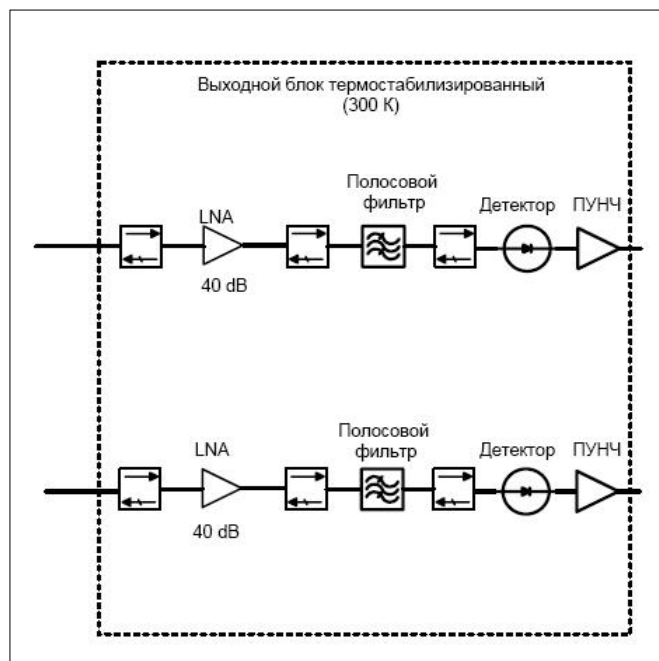 Выходной блок термостабилизированный
(300 К)
Полосовой
фильтр
LNA
Детектор
ПУНЧ
40 dB
Полосовой
фильтр
LNA
Детектор
ПУНЧ
40 dB